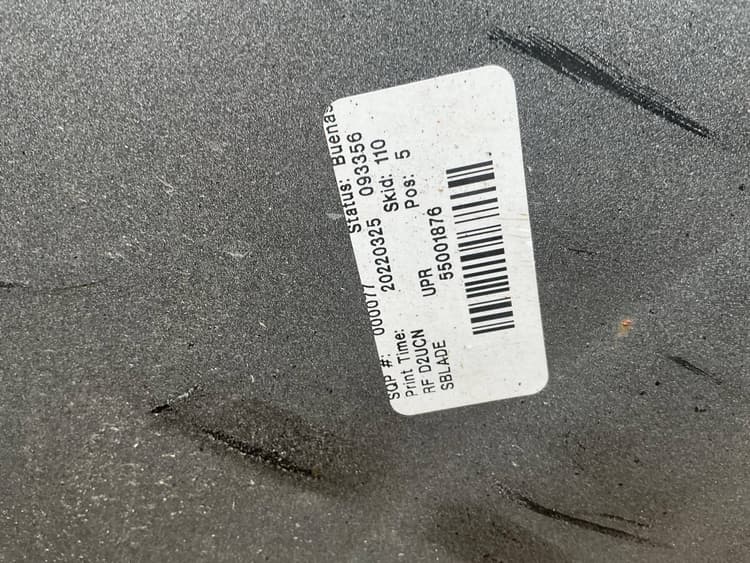 SQP #: 000077 Status: Buenas
Print Time: 20220325 093356
RF D2UCN UPR Skid: 110
SBLADE 55001876 Pos: 5